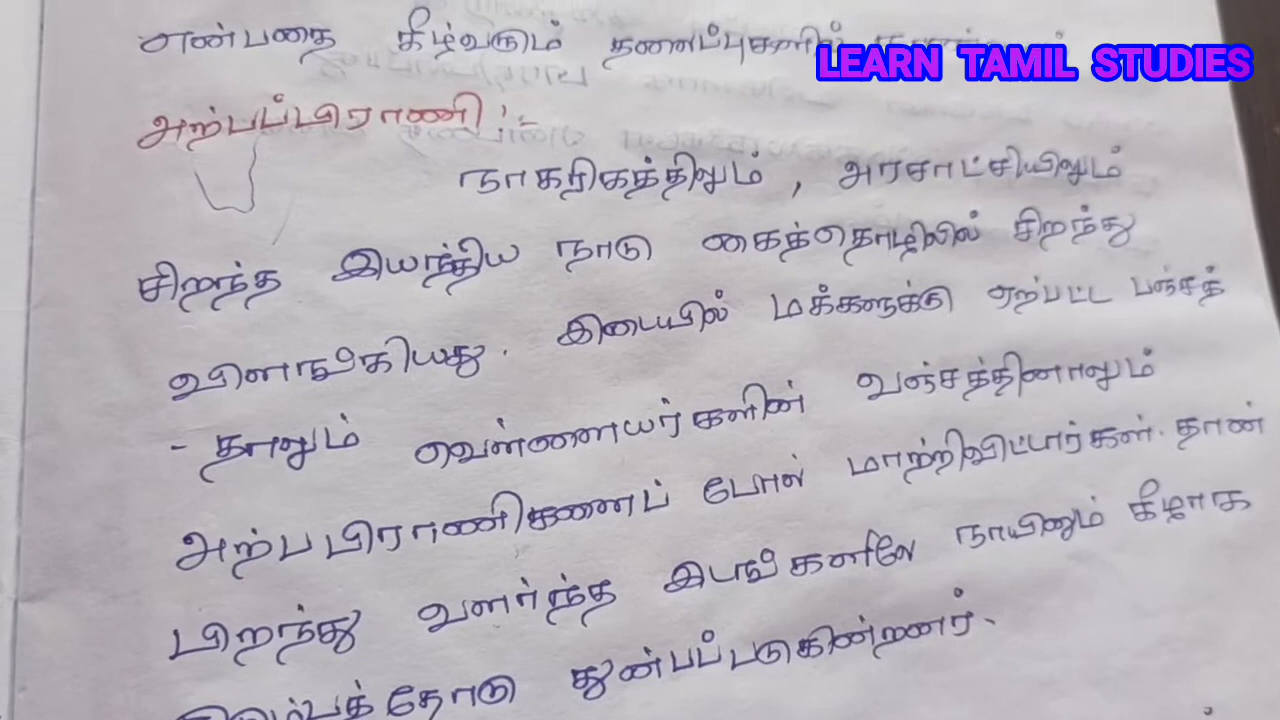 என்பதை கீழ்வரும் தலைப்புகளில்
LEARN TAMIL STUDIES
அற்பப்பிராணி :-
நாகரிகத்திலும் , அரசாட்சியிலும்
சிறந்த இயந்திய நாடு கைத்தொழிலில் சிறந்து
விளங்கியது. இடையில் மக்களுக்கு ஏற்பட்ட பஞ்சத்
- தாலும் வெள்ளையர்களின் வஞ்சத்தினாலும்
அற்பபிராணிகளைப் போல் மாற்றிவிட்டார்கள். தான்
பிறந்து வளர்ந்த இடங்களிலே நாயினும் கீழாக
துன்பப்படுகின்றனர்.